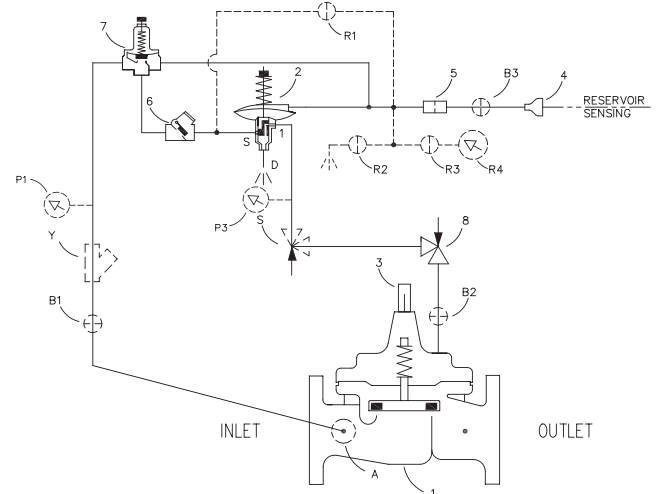 7
R1
2
5
B3
4
RESERVOIR
SENSING
6
S
1
D
R2
R3
R4
P1
P3
S
Y
8
3
B1
B2
INLET
OUTLET
A
1